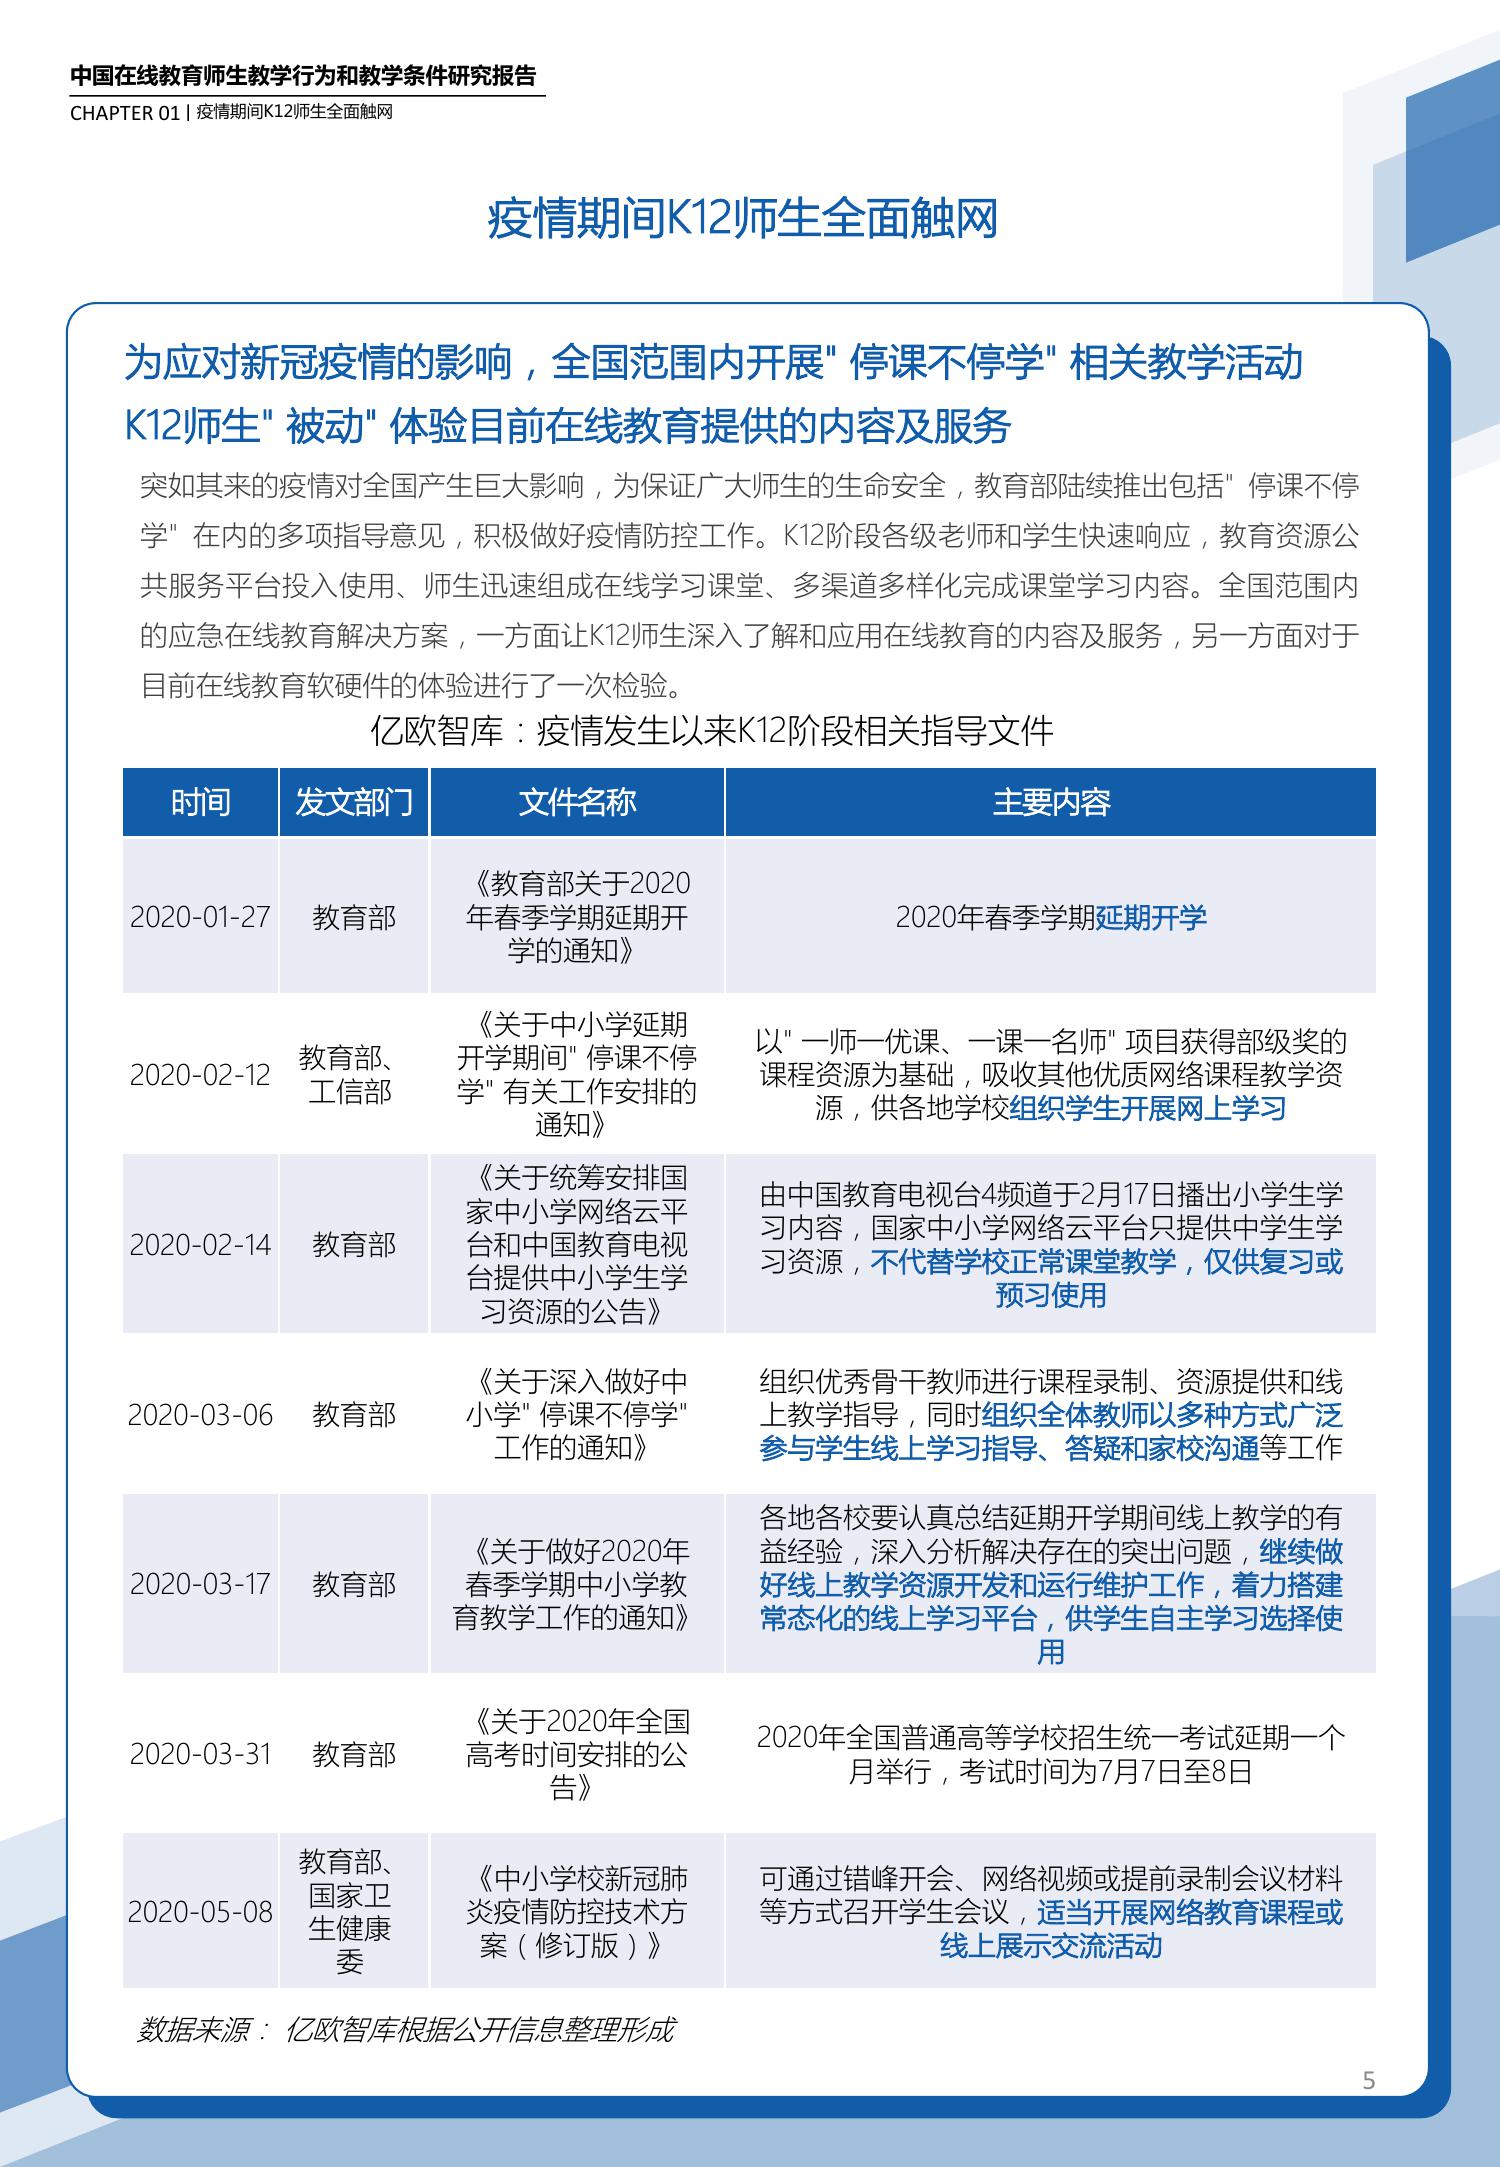 中国在线教育师生教学行为和教学条件研究报告
CHAPTER 01 | 疫情期间K12师生全面触网
疫情期间K12师生全面触网
为应对新冠疫情的影响，全国范围内开展"停课不停学"相关教学活动
K12师生"被动"体验目前在线教育提供的内容及服务
突如其来的疫情对全国产生巨大影响，为保证广大师生的生命安全，教育部陆续推出包括"停课不停
学"在内的多项指导意见，积极做好疫情防控工作。K12阶段各级老师和学生快速响应，教育资源公
共服务平台投入使用、师生迅速组成在线学习课堂、多渠道多样化完成课堂学习内容。全国范围内
的应急在线教育解决方案，一方面让K12师生深入了解和应用在线教育的内容及服务，另一方面对于
目前在线教育软硬件的体验进行了一次检验。
亿欧智库：疫情发生以来K12阶段相关指导文件
时间 发文部门 文件名称 主要内容
2020-01-27
教育部
《教育部关于2020
年春季学期延期开
学的通知》
2020年春季学期延期开学
2020-02-12
教育部、
工信部
《关于中小学延期
开学期间"停课不停
学"有关工作安排的
通知》
以"一师一优课、一课一名师"项目获得部级奖的
课程资源为基础，吸收其他优质网络课程教学资
源，供各地学校组织学生开展网上学习
2020-02-14
教育部
《关于统筹安排国
家中小学网络云平
台和中国教育电视
台提供中小学生学
习资源的公告》
由中国教育电视台4频道于2月17日播出小学生学
习内容，国家中小学网络云平台只提供中学生学
习资源，不代替学校正常课堂教学，仅供复习或
预习使用
2020-03-06
教育部
《关于深入做好中
小学"停课不停学"
工作的通知》
组织优秀骨干教师进行课程录制、资源提供和线
上教学指导，同时组织全体教师以多种方式广泛
参与学生线上学习指导、答疑和家校沟通等工作
2020-03-17
教育部
《关于做好2020年
春季学期中小学教
育教学工作的通知》
各地各校要认真总结延期开学期间线上教学的有
益经验，深入分析解决存在的突出问题，继续做
好线上教学资源开发和运行维护工作，着力搭建
常态化的线上学习平台，供学生自主学习选择使
用
2020-03-31
教育部
《关于2020年全国
高考时间安排的公
告》
2020年全国普通高等学校招生统一考试延期一个
月举行，考试时间为7月7日至8日
2020-05-08
教育部、
国家卫
生健康
委
《中小学校新冠肺
炎疫情防控技术方
案（修订版）》
可通过错峰开会、网络视频或提前录制会议材料
等方式召开学生会议，适当开展网络教育课程或
线上展示交流活动
数据来源：亿欧智库根据公开信息整理形成
5